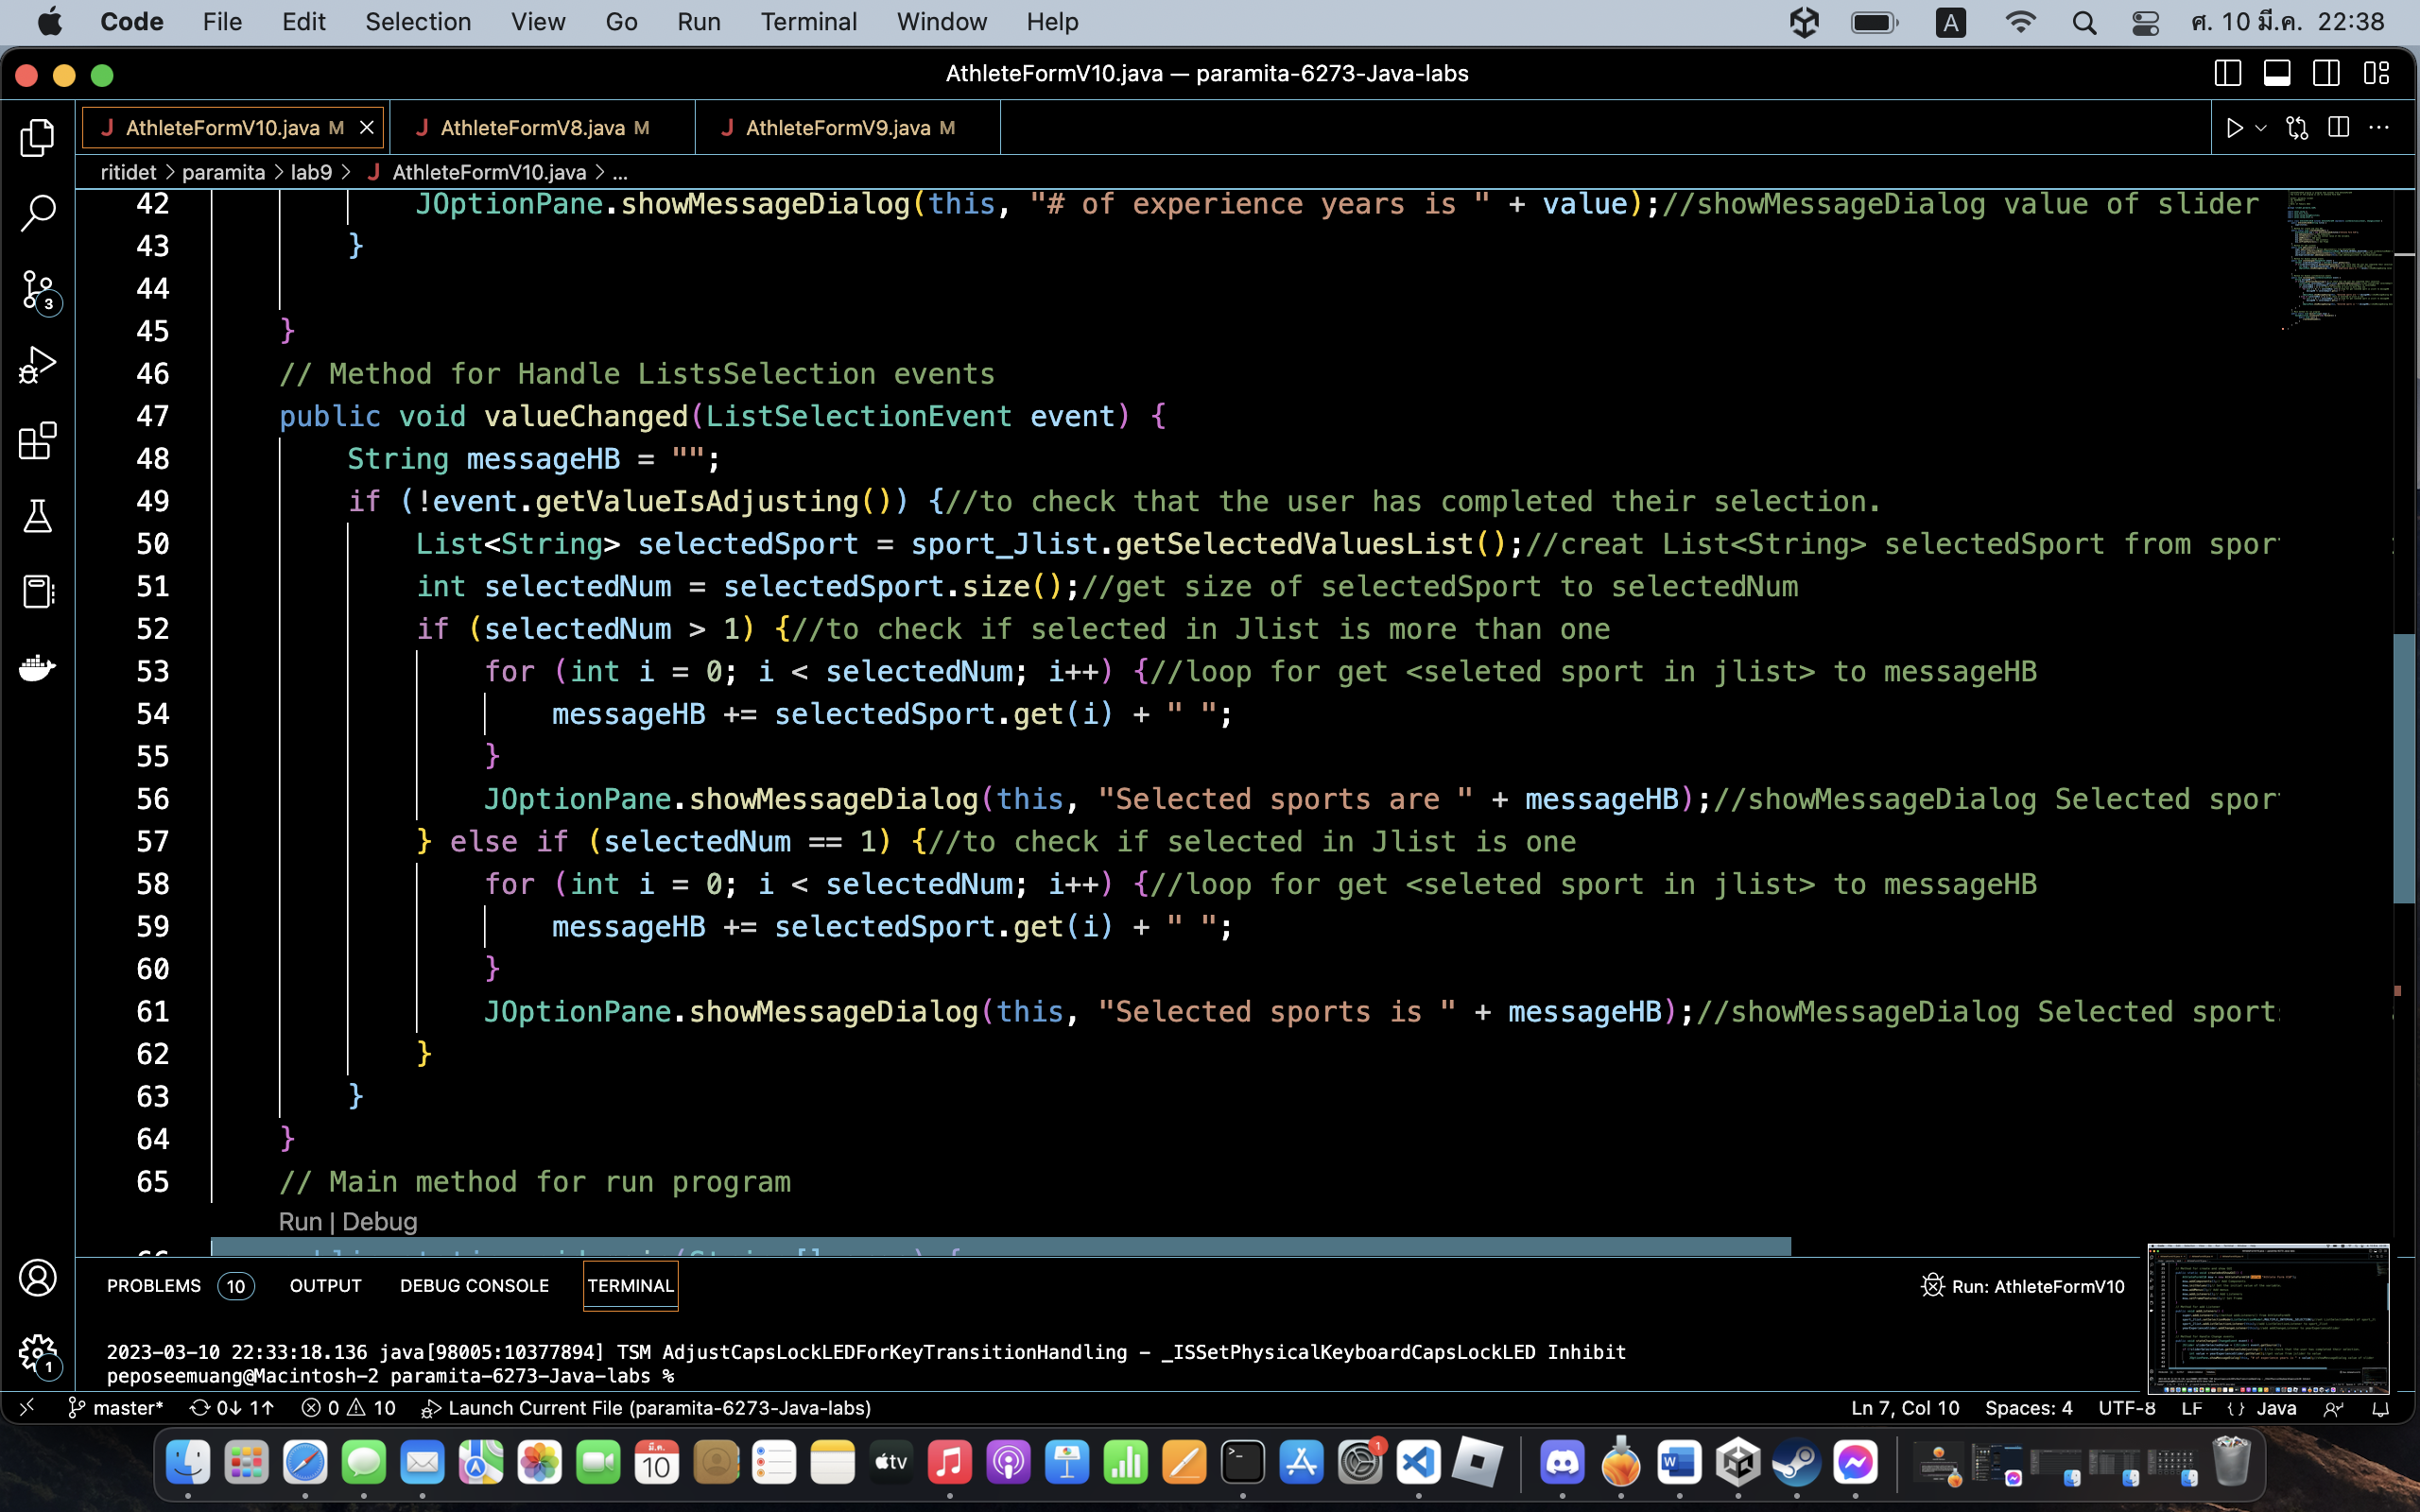 Code File Edit Selection View Go Run Terminal Window Help A ศ. 10 มี.ค. 22:38
AthleteFormV10.java — paramita-6273-Java-labs
J AthleteFormV10.java M J AthleteFormV8.java M J AthleteFormV9.java M
ritidet > paramita > lab9 > J AthleteFormV10.java > ...
42 JOptionPane.showMessageDialog(this, "# of experience years is " + value);//showMessageDialog value of slider
43 }
44
45 }
46 // Method for Handle ListsSelection events
47 public void valueChanged(ListSelectionEvent event) {
48 String messageHB = "";
49 if (!event.getValueIsAdjusting()) {//to check that the user has completed their selection.
50 List<String> selectedSport = sport_Jlist.getSelectedValuesList();//creat List<String> selectedSport from spor
51 int selectedNum = selectedSport.size();//get size of selectedSport to selectedNum
52 if (selectedNum > 1) {//to check if selected in Jlist is more than one
53 for (int i = 0; i < selectedNum; i++) {//loop for get <seleted sport in jlist> to messageHB
54 messageHB += selectedSport.get(i) + " ";
55 }
56 JOptionPane.showMessageDialog(this, "Selected sports are " + messageHB);//showMessageDialog Selected spor
57 } else if (selectedNum == 1) {//to check if selected in Jlist is one
58 for (int i = 0; i < selectedNum; i++) {//loop for get <seleted sport in jlist> to messageHB
59 messageHB += selectedSport.get(i) + " ";
60 }
61 JOptionPane.showMessageDialog(this, "Selected sports is " + messageHB);//showMessageDialog Selected sport
62 }
63 }
64 }
65 // Main method for run program
Run | Debug
PROBLEMS 10 OUTPUT DEBUG CONSOLE TERMINAL Run: AthleteFormV10
2023-03-10 22:33:18.136 java[98005:10377894] TSM AdjustCapsLockLEDForKeyTransitionHandling - _ISSetPhysicalKeyboardCapsLockLED Inhibit
peposeemuang@Macintosh-2 paramita-6273-Java-labs %
master* 0↓ 1↑ 0 10 Launch Current File (paramita-6273-Java-labs) Ln 7, Col 10 Spaces: 4 UTF-8 LF {} Java
3
1
มี.ค.
10
tv
1
W